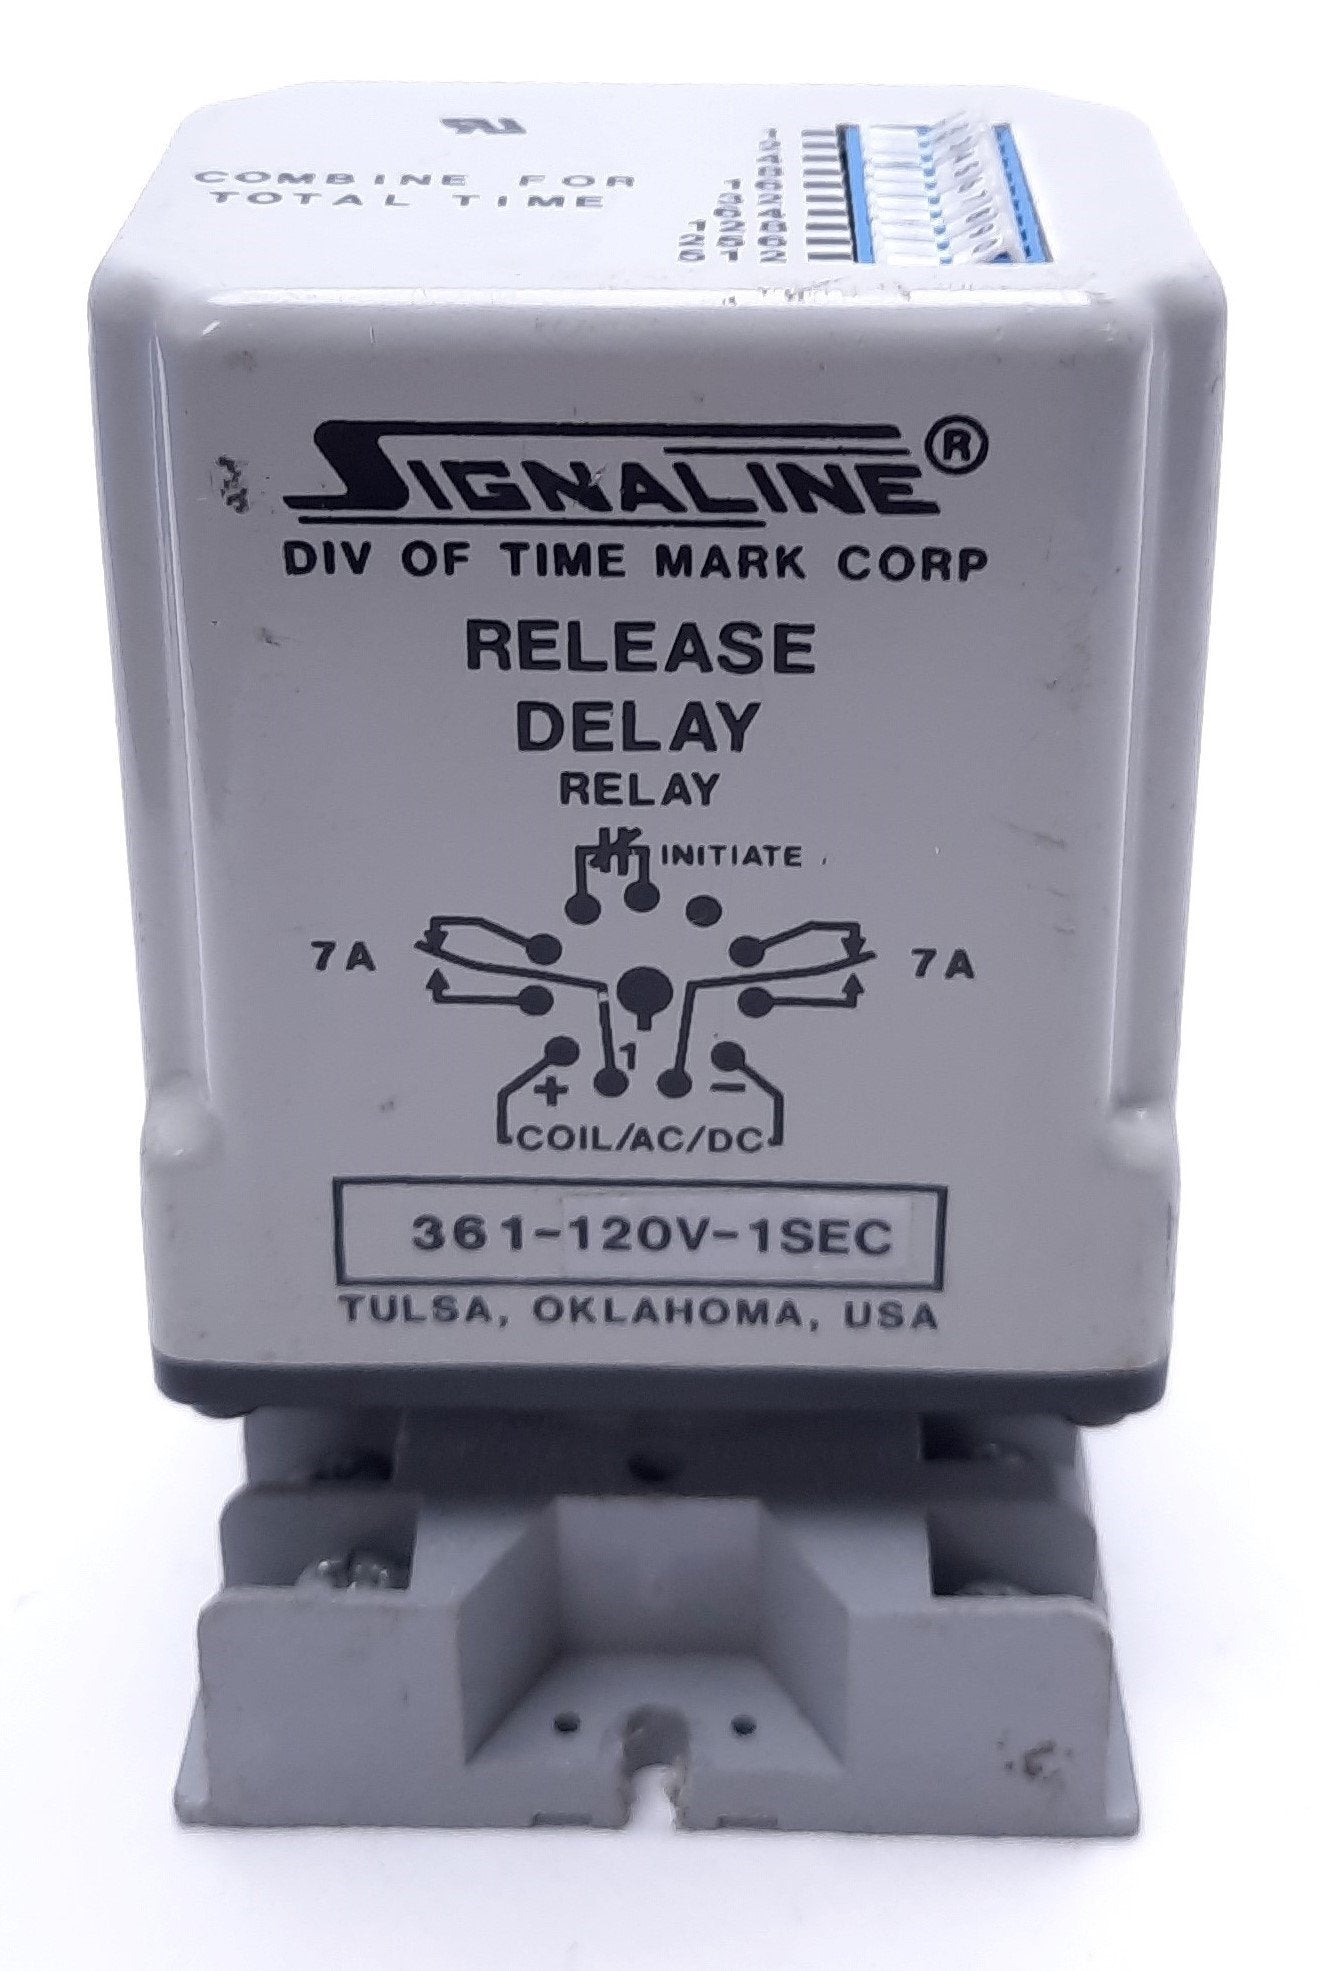 COMBINE FOR
TOTAL TIME
SIGNALINE®
DIV OF TIME MARK CORP
RELEASE
DELAY
RELAY
INITIATE
7A 7A
1
+ −
COIL/AC/DC
361-120V-1SEC
TULSA, OKLAHOMA, USA